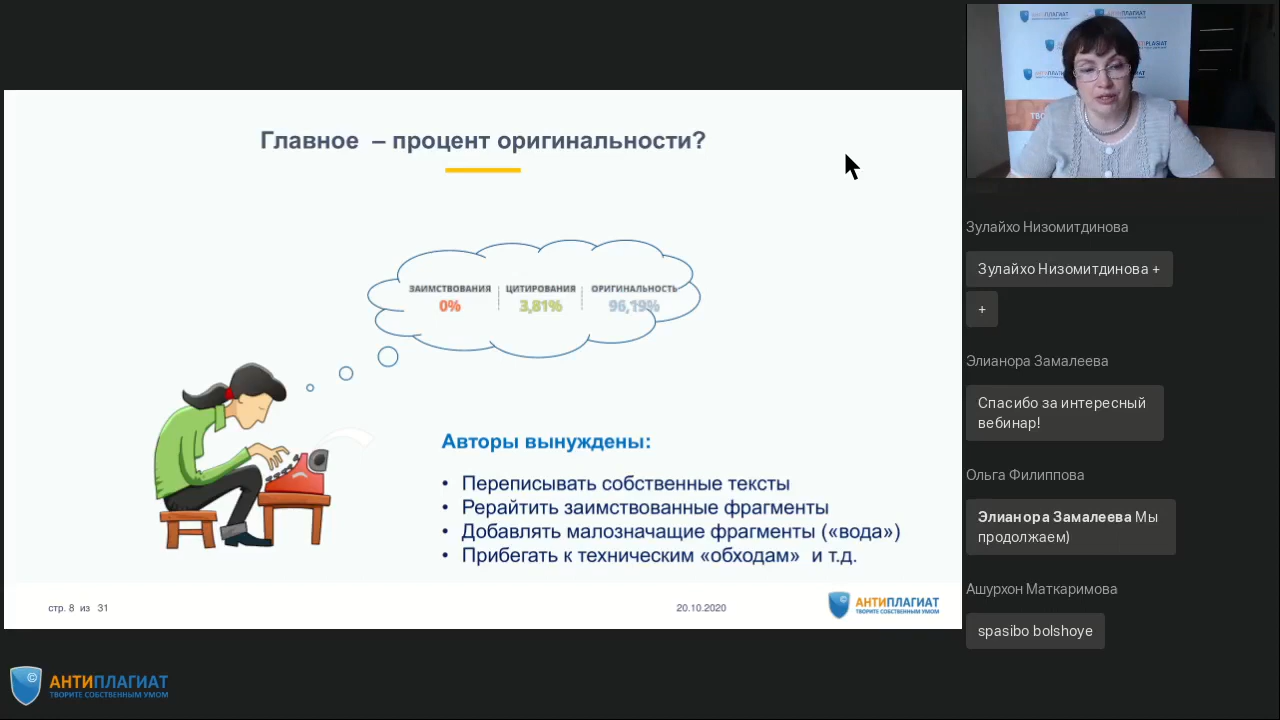 Главное – процент оригинальности?
ЗАИМСТВОВАНИЯ
0%
ЦИТИРОВАНИЯ
3,81%
ОРИГИНАЛЬНОСТЬ
96,19%
Авторы вынуждены:
• Переписывать собственные тексты
• Рерайтить заимствованные фрагменты
• Добавлять малозначащие фрагменты («вода»)
• Прибегать к техническим «обходам» и т.д.
стр. 8 из 31
20.10.2020
АНТИПЛАГИАТ
ТВОРИТЕ СОБСТВЕННЫМ УМОМ
©
АНТИПЛАГИАТ
ТВОРИТЕ СОБСТВЕННЫМ УМОМ
Зулайхо Низомитдинова
Зулайхо Низомитдинова +
+
Элианора Замалеева
Спасибо за интересный
вебинар!
Ольга Филиппова
Элианора Замалеева Мы
продолжаем)
Ашурхон Маткаримова
spasibo bolshoye